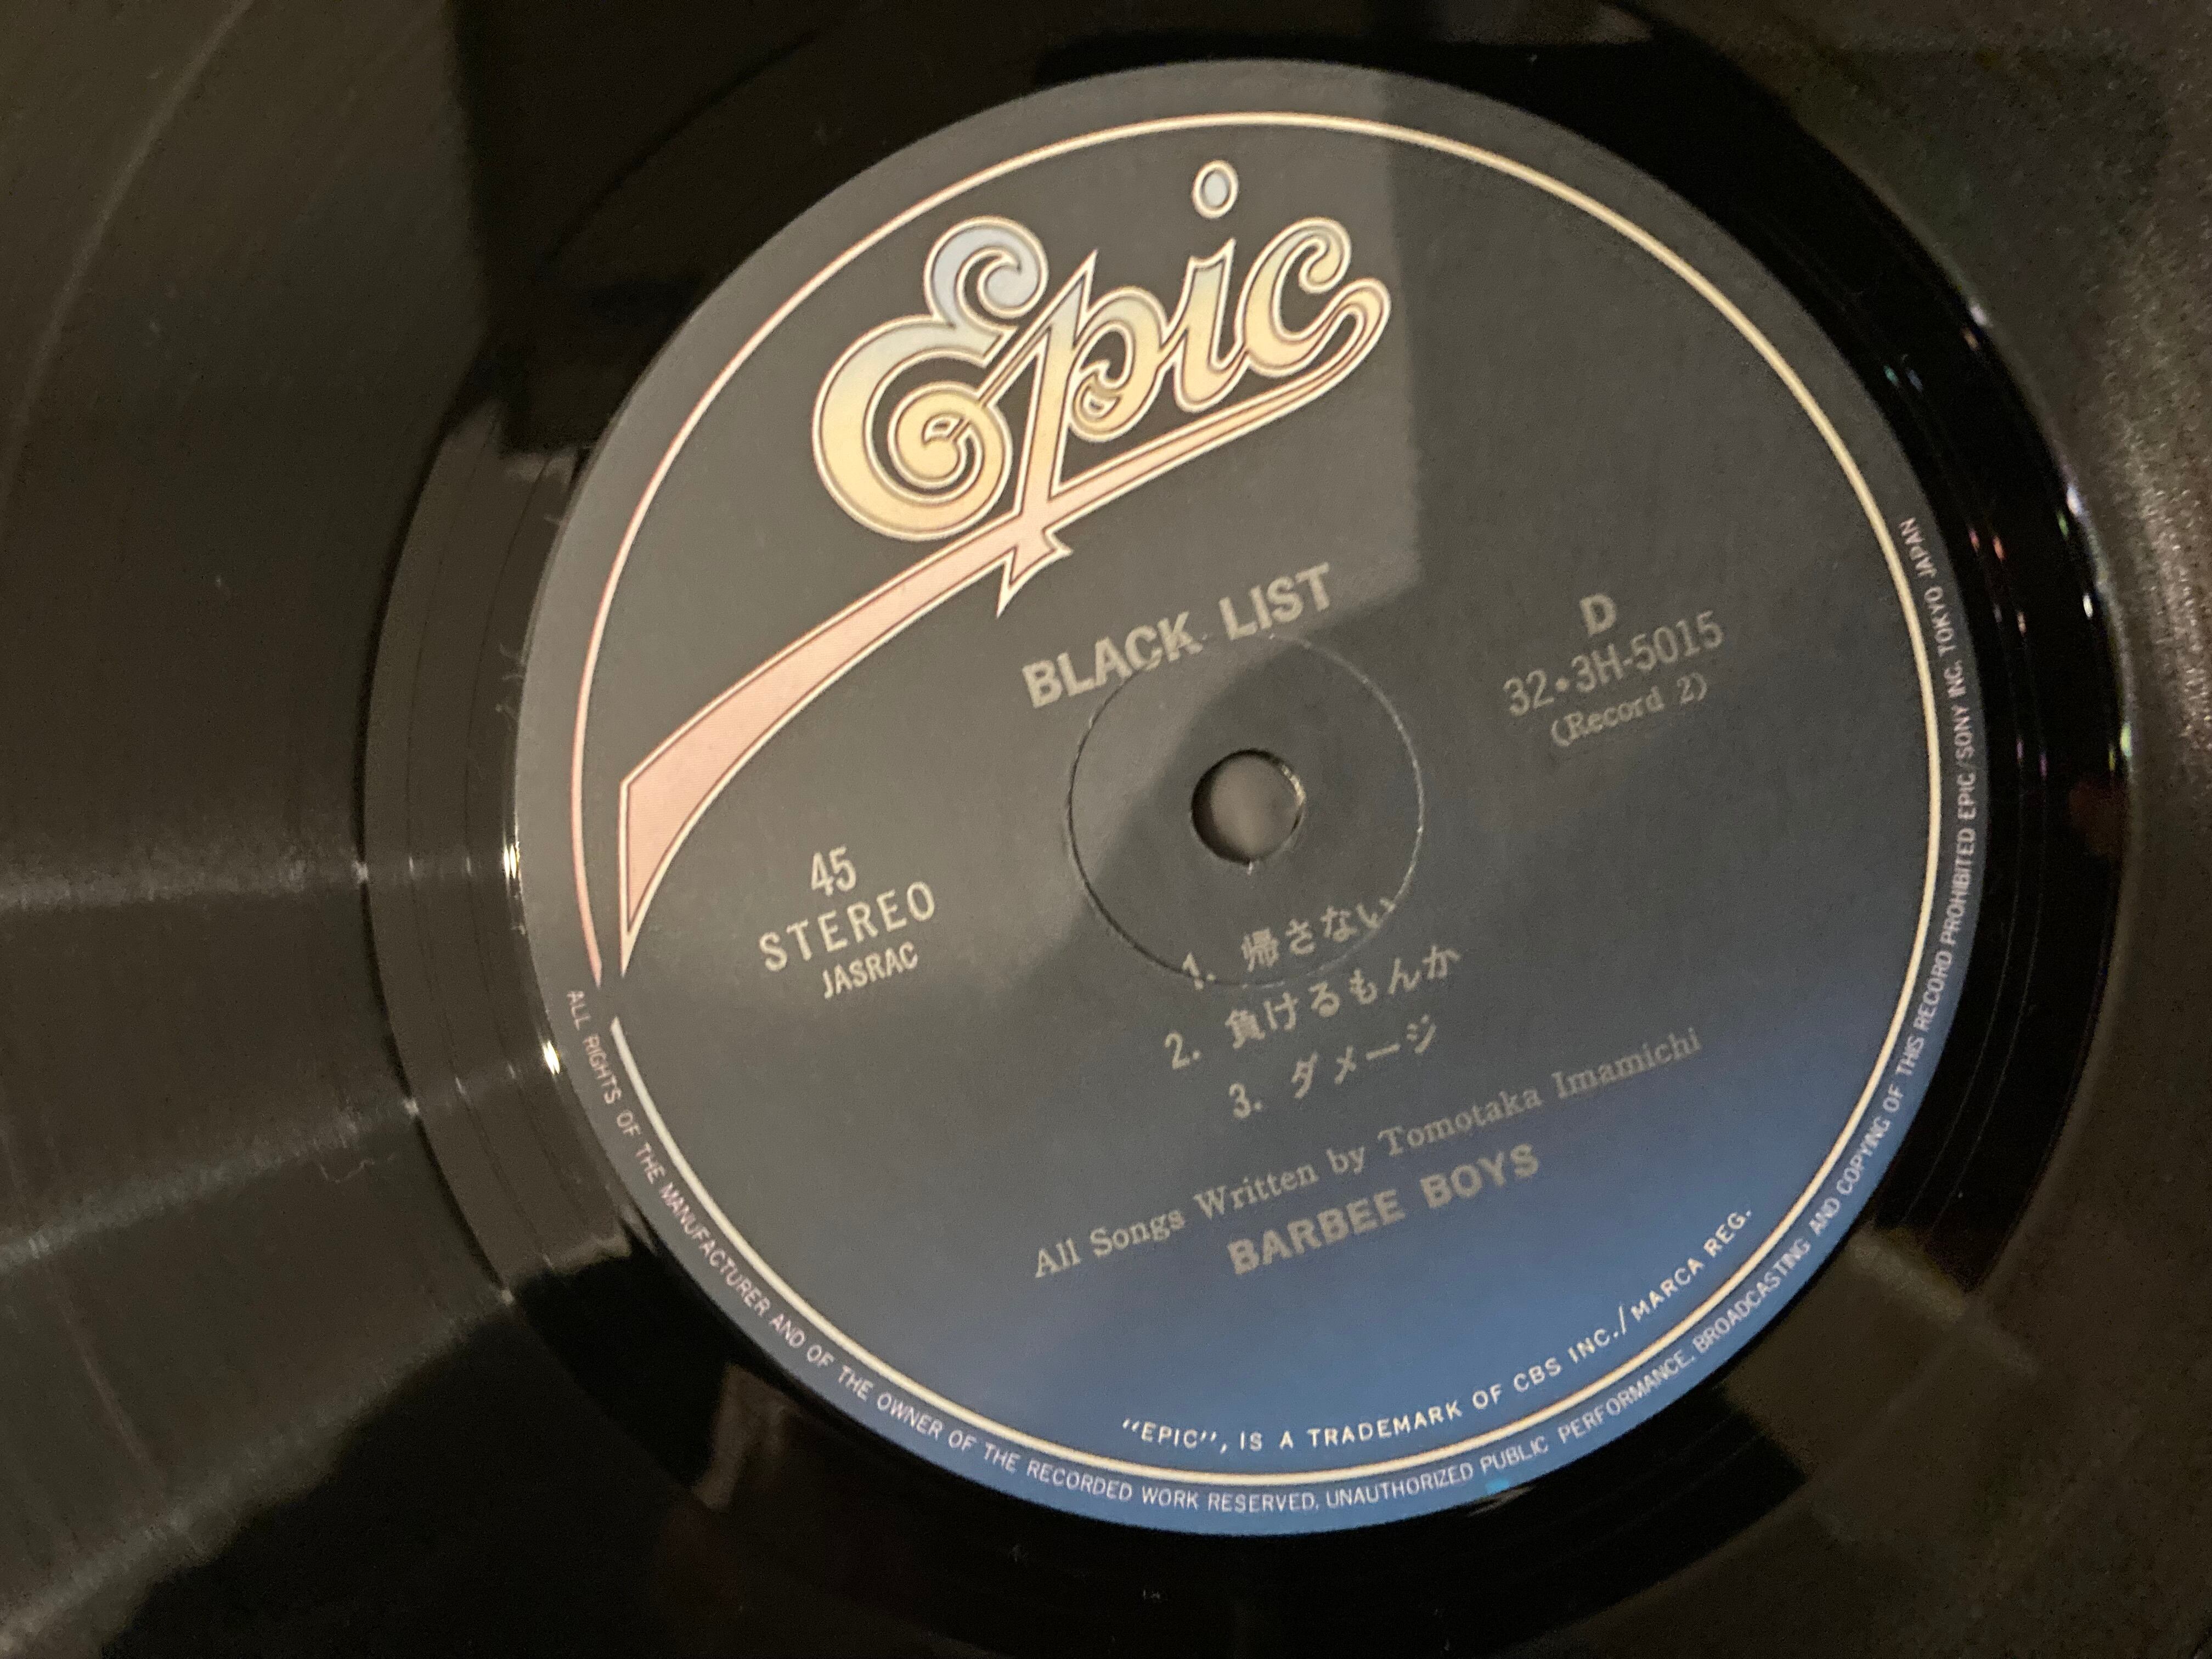 Epic
BLACK LIST
D
32・3H-5015
(Record 2)
45
STEREO
JASRAC
1. 帰さない
2. 負けるもんか
3. ダメージ
All Songs Written by Tomotaka Imamichi
BARBEE BOYS
"EPIC", IS A TRADEMARK OF CBS INC./MARCA REG.
ALL RIGHTS OF THE MANUFACTURER AND OF THE OWNER OF THE RECORDED WORK RESERVED, UNAUTHORIZED PUBLIC PERFORMANCE, BROADCASTING AND COPYING OF THIS RECORD PROHIBITED EPIC/SONY INC. TOKYO JAPAN